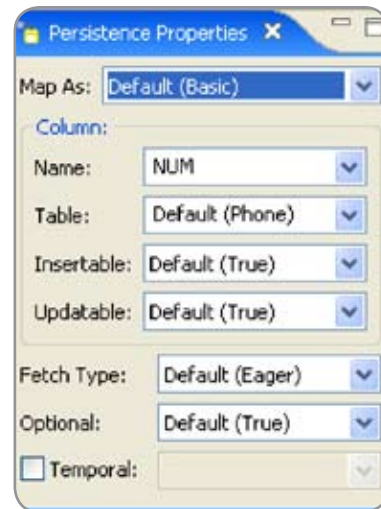 Persistence Properties
Map As: Default (Basic)
Column:
Name: NUM
Table: Default (Phone)
Insertable: Default (True)
Updatable: Default (True)
Fetch Type: Default (Eager)
Optional: Default (True)
Temporal: